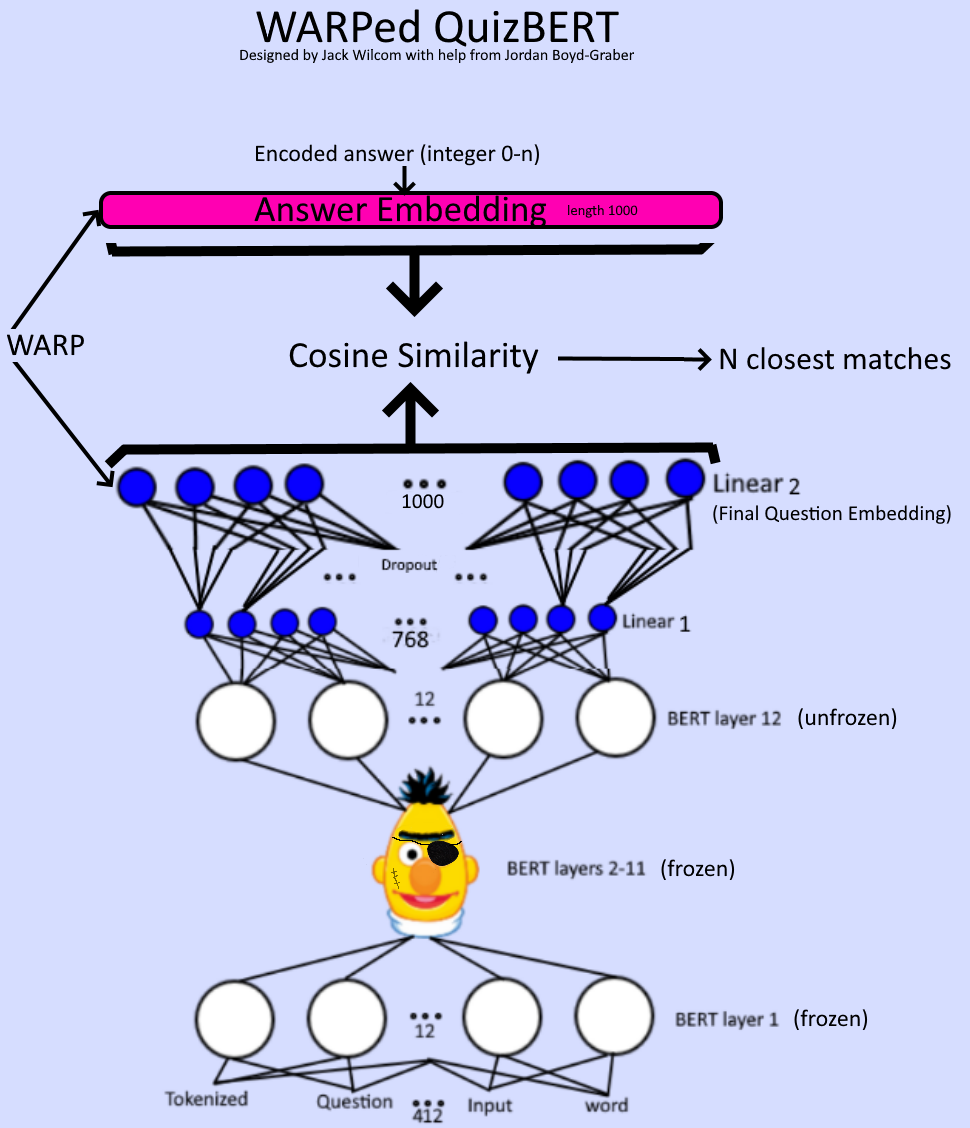 WARPed QuizBERT
Designed by Jack Wilcom with help from Jordan Boyd-Graber
Encoded answer (integer 0-n)
Answer Embedding length 1000
WARP
Cosine Similarity
N closest matches
1000
Linear 2
(Final Question Embedding)
Dropout
768
Linear 1
12
BERT layer 12 (unfrozen)
BERT layers 2-11 (frozen)
12
BERT layer 1 (frozen)
Tokenized Question 412 Input word